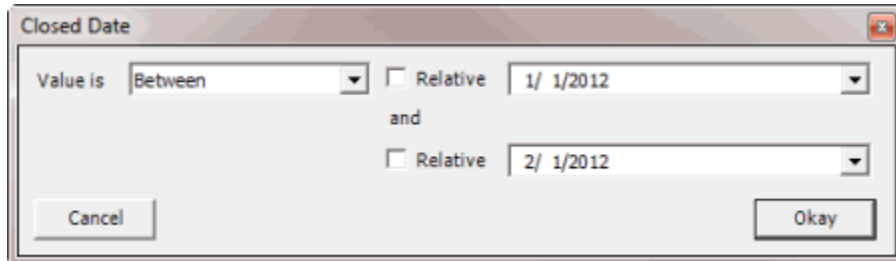 Closed Date
Value is Between Relative 1/ 1/2012
and
Relative 2/ 1/2012
Cancel Okay